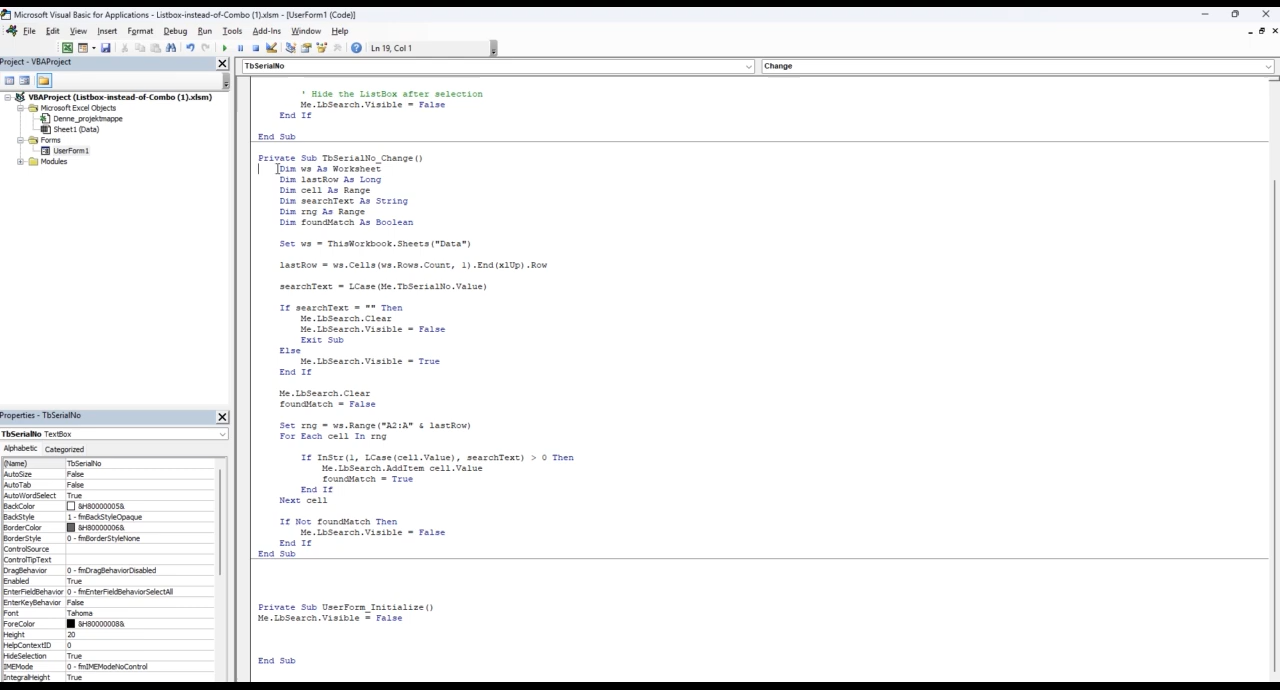 Microsoft Visual Basic for Applications - Listbox-instead-of-Combo (1).xlsm - [UserForm1 (Code)]
File Edit View Insert Format Debug Run Tools Add-Ins Window Help
Ln 19, Col 1
Project - VBAProject
TbSerialNo
Change
VBAProject (Listbox-instead-of-Combo (1).xlsm)
Microsoft Excel Objects
Denne_projektmappe
Sheet1 (Data)
Forms
UserForm1
Modules
' Hide the ListBox after selection
Me.LbSearch.Visible = False
End If
End Sub
Private Sub TbSerialNo_Change()
Dim ws As Worksheet
Dim lastRow As Long
Dim cell As Range
Dim searchText As String
Dim rng As Range
Dim foundMatch As Boolean
Set ws = ThisWorkbook.Sheets("Data")
lastRow = ws.Cells(ws.Rows.Count, 1).End(xlUp).Row
searchText = LCase(Me.TbSerialNo.Value)
If searchText = "" Then
Me.LbSearch.Clear
Me.LbSearch.Visible = False
Exit Sub
Else
Me.LbSearch.Visible = True
End If
Me.LbSearch.Clear
foundMatch = False
Set rng = ws.Range("A2:A" & lastRow)
For Each cell In rng
If InStr(1, LCase(cell.Value), searchText) > 0 Then
Me.LbSearch.AddItem cell.Value
foundMatch = True
End If
Next cell
If Not foundMatch Then
Me.LbSearch.Visible = False
End If
End Sub
Private Sub UserForm_Initialize()
Me.LbSearch.Visible = False
End Sub
Properties - TbSerialNo
TbSerialNo TextBox
Alphabetic Categorized
(Name) TbSerialNo
AutoSize False
AutoTab False
AutoWordSelect True
BackColor &H80000005&
BackStyle 1 - fmBackStyleOpaque
BorderColor &H80000006&
BorderStyle 0 - fmBorderStyleNone
ControlSource
ControlTipText
DragBehavior 0 - fmDragBehaviorDisabled
Enabled True
EnterFieldBehavior 0 - fmEnterFieldBehaviorSelectAll
EnterKeyBehavior False
Font Tahoma
ForeColor &H80000008&
Height 20
HelpContextID 0
HideSelection True
IMEMode 0 - fmIMEModeNoControl
IntegralHeight True